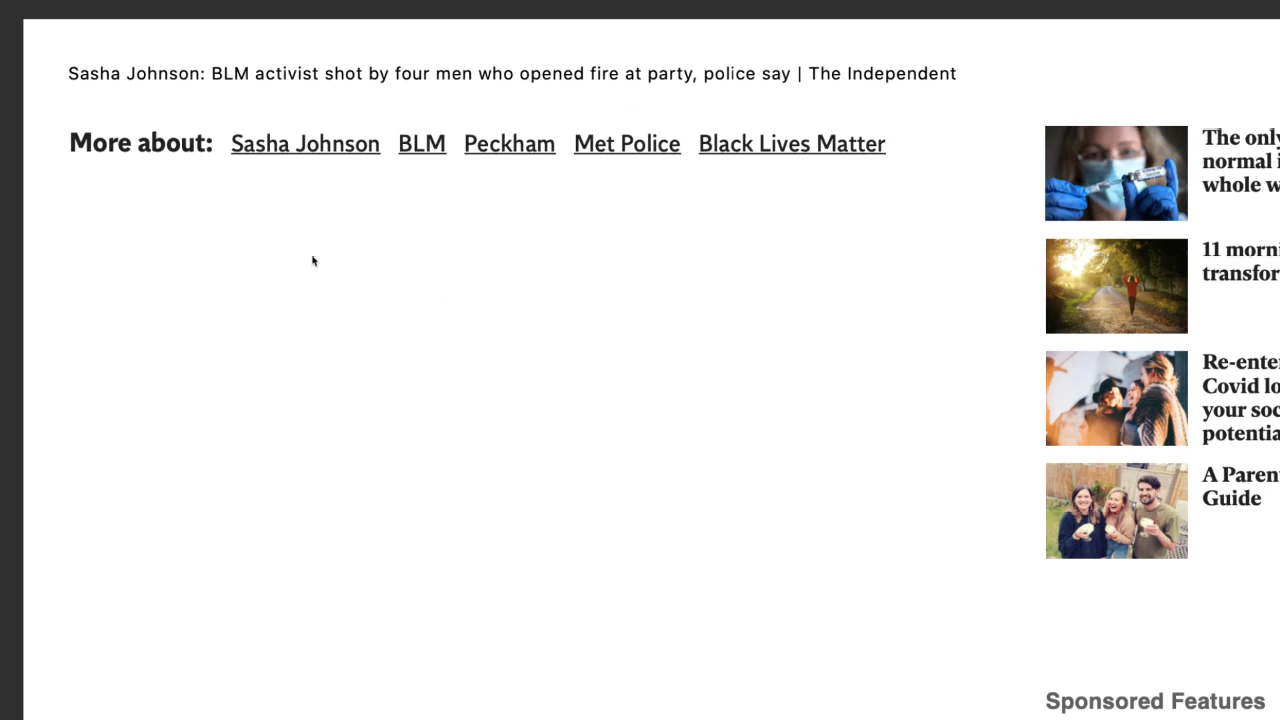 Sasha Johnson: BLM activist shot by four men who opened fire at party, police say | The Independent
More about: Sasha Johnson BLM Peckham Met Police Black Lives Matter
The only
normal i
whole w
11 morni
transfor
Re-enter
Covid lo
your soc
potentia
A Parent
Guide
Sponsored Features